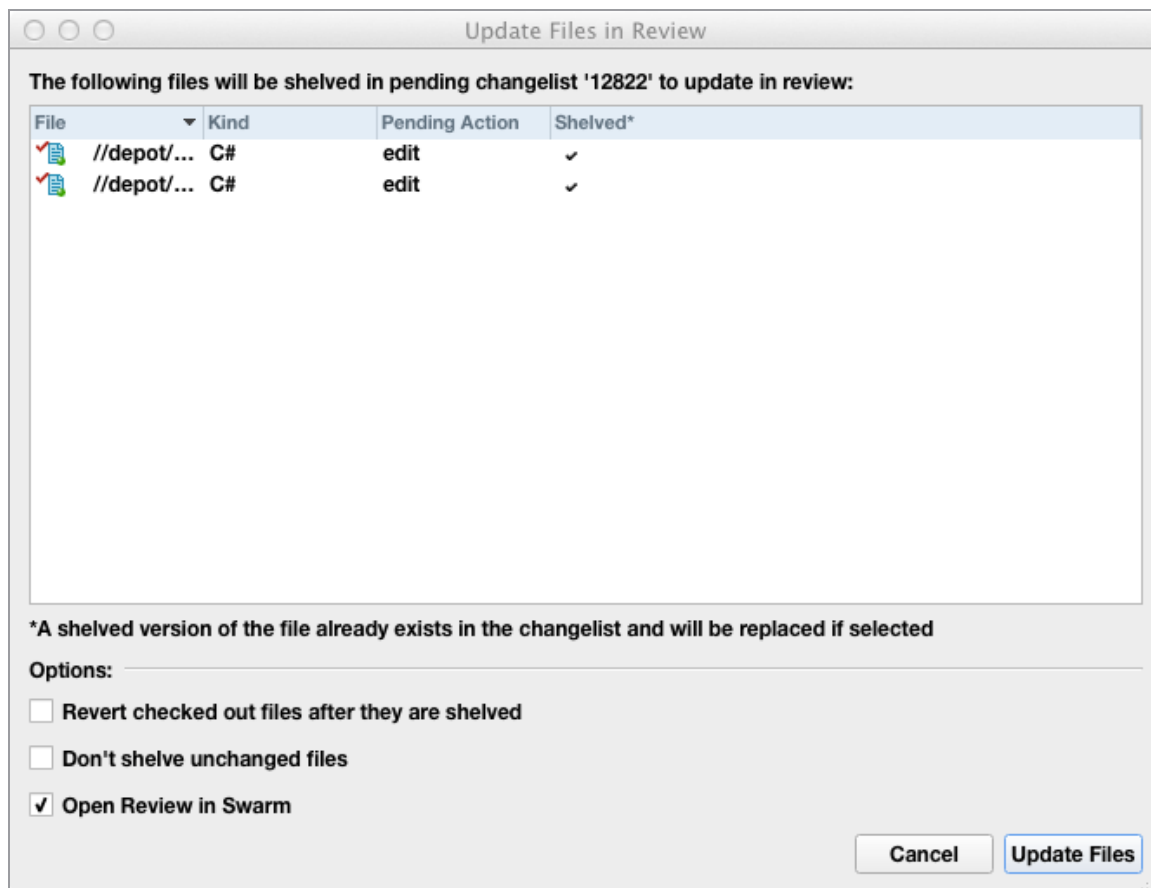 Update Files in Review
The following files will be shelved in pending changelist '12822' to update in review:
File Kind Pending Action Shelved*
//depot/... C# edit
//depot/... C# edit
*A shelved version of the file already exists in the changelist and will be replaced if selected
Options:
Revert checked out files after they are shelved
Don't shelve unchanged files
Open Review in Swarm
Cancel Update Files